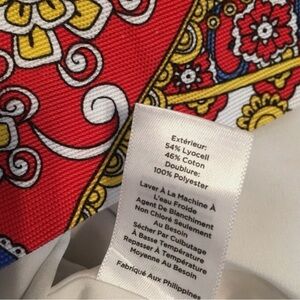 Extérieur:
54% Lyocell
46% Coton
Doublure:
100% Polyester
Laver À La Machine À
L'eau Froide
Agent De Blanchiment
Non Chloré Seulement
Au Besoin
Sécher Par Culbutage
À Basse Température
Repasser À Température
Moyenne Au Besoin
Fabriqué Aux Philippines